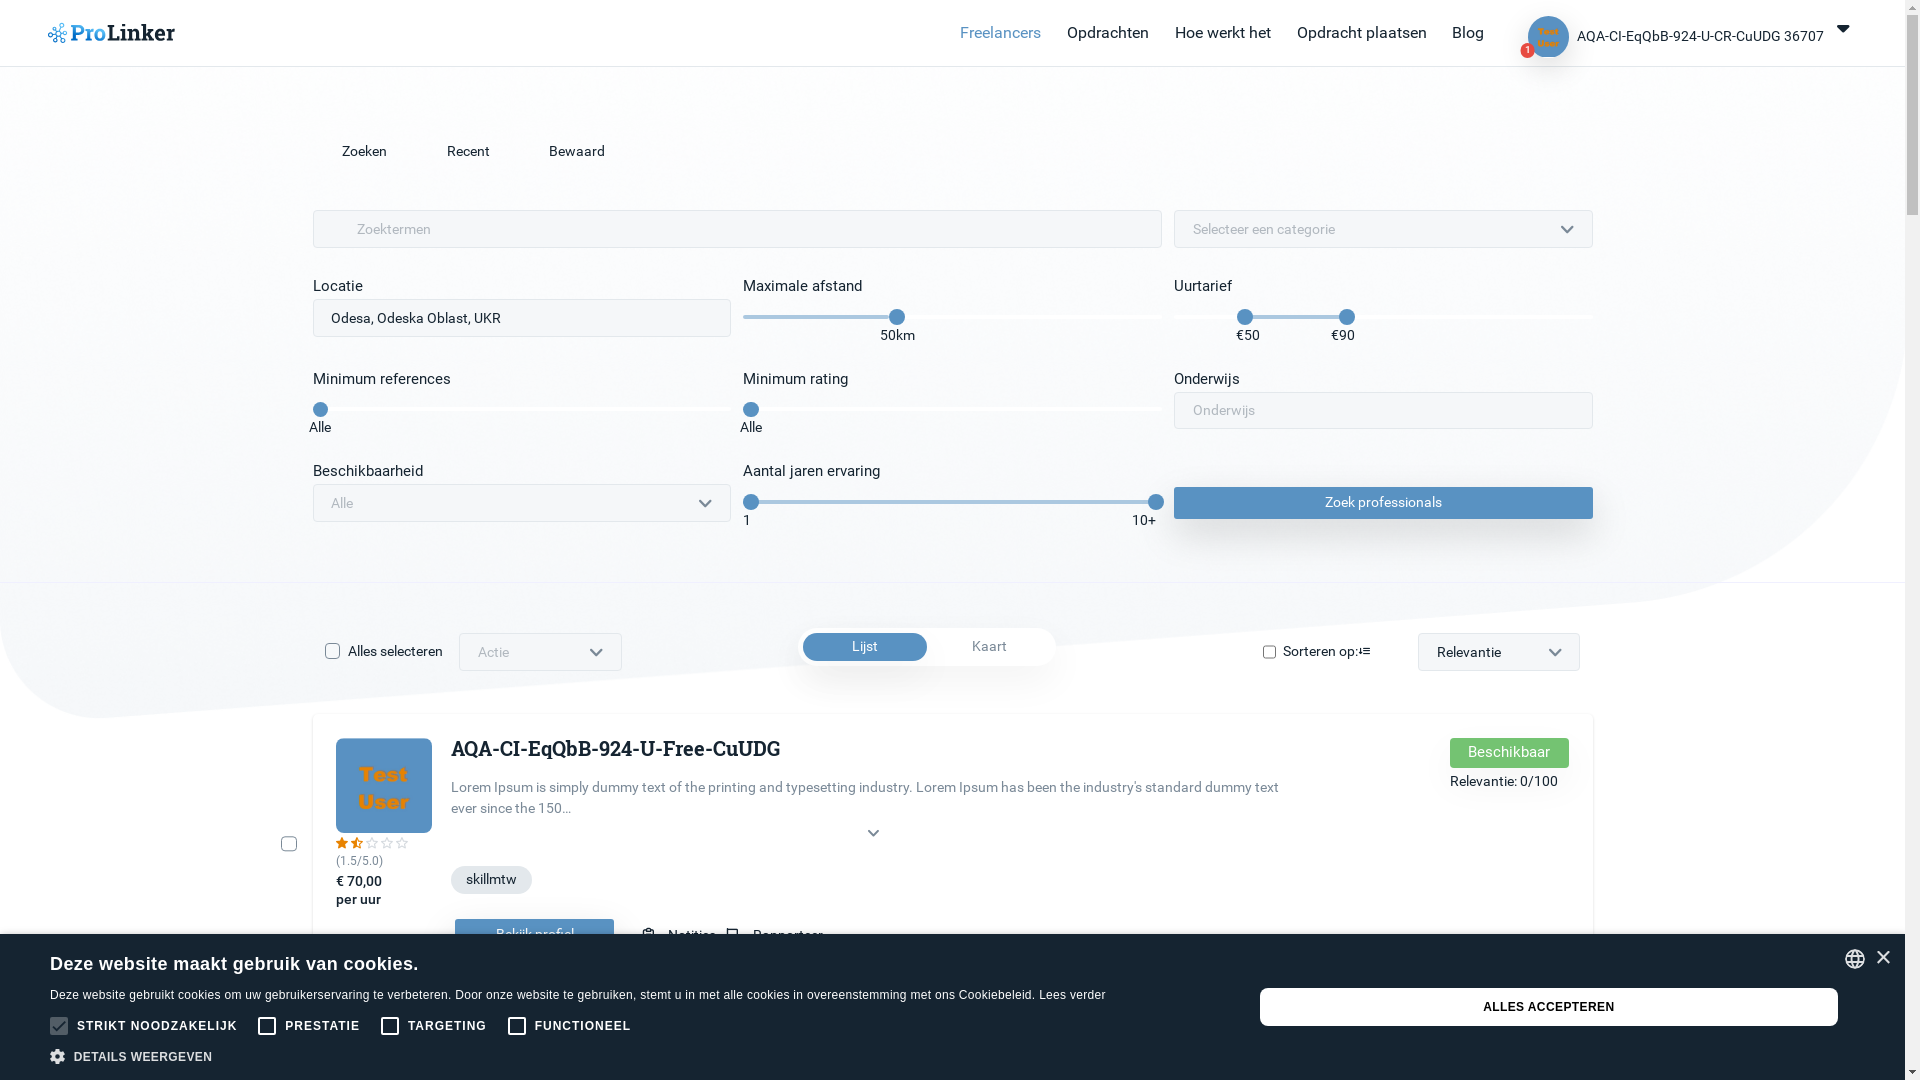 ProLinker
Freelancers
Opdrachten
Hoe werkt het
Opdracht plaatsen
Blog
Test User
1
AQA-CI-EqQbB-924-U-CR-CuUDG 36707
Zoeken
Recent
Bewaard
Zoektermen
Selecteer een categorie
Locatie
Maximale afstand
Uurtarief
Odesa, Odeska Oblast, UKR
50km
€50
€90
Minimum references
Minimum rating
Onderwijs
Alle
Alle
Onderwijs
Beschikbaarheid
Aantal jaren ervaring
Alle
1
10+
Zoek professionals
Alles selecteren
Actie
Lijst
Kaart
Sorteren op:
Relevantie
Test
User
AQA-CI-EqQbB-924-U-Free-CuUDG
Beschikbaar
Lorem Ipsum is simply dummy text of the printing and typesetting industry. Lorem Ipsum has been the industry's standard dummy text
ever since the 150...
Relevantie: 0/100
(1.5/5.0)
€ 70,00
per uur
skillmtw
Bekijk profiel
Notities
Rapporteer
Deze website maakt gebruik van cookies.
Deze website gebruikt cookies om uw gebruikerservaring te verbeteren. Door onze website te gebruiken, stemt u in met alle cookies in overeenstemming met ons Cookiebeleid. Lees verder
STRIKT NOODZAKELIJK
PRESTATIE
TARGETING
FUNCTIONEEL
DETAILS WEERGEVEN
ALLES ACCEPTEREN
×